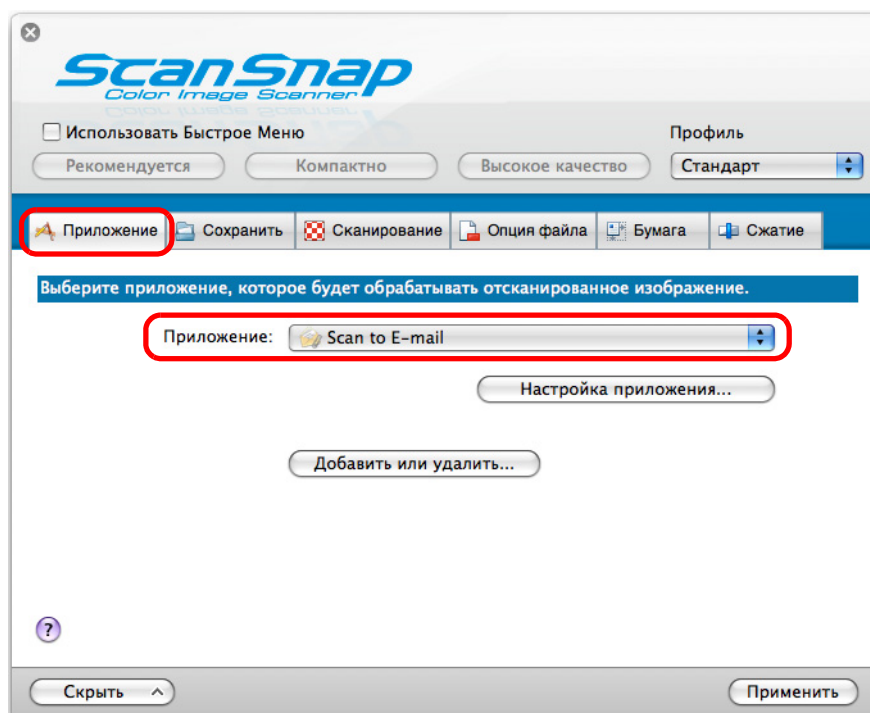 ScanSnap
Color Image Scanner
Использовать Быстрое Меню
Профиль
Рекомендуется Компактно Высокое качество Стандарт
Приложение Сохранить Сканирование Опция файла Бумага Сжатие
Выберите приложение, которое будет обрабатывать отсканированное изображение.
Приложение: Scan to E-mail
Настройка приложения...
Добавить или удалить...
?
Скрыть Применить